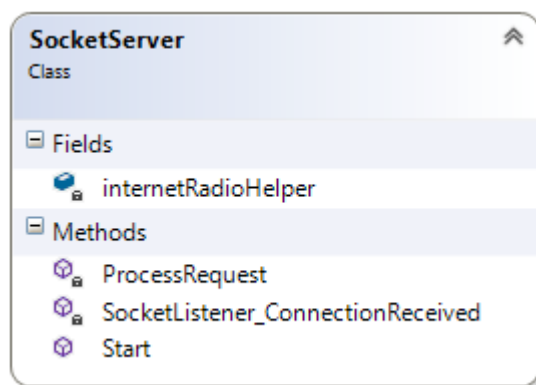 SocketServer
Class
Fields
internetRadioHelper
Methods
ProcessRequest
SocketListener_ConnectionReceived
Start